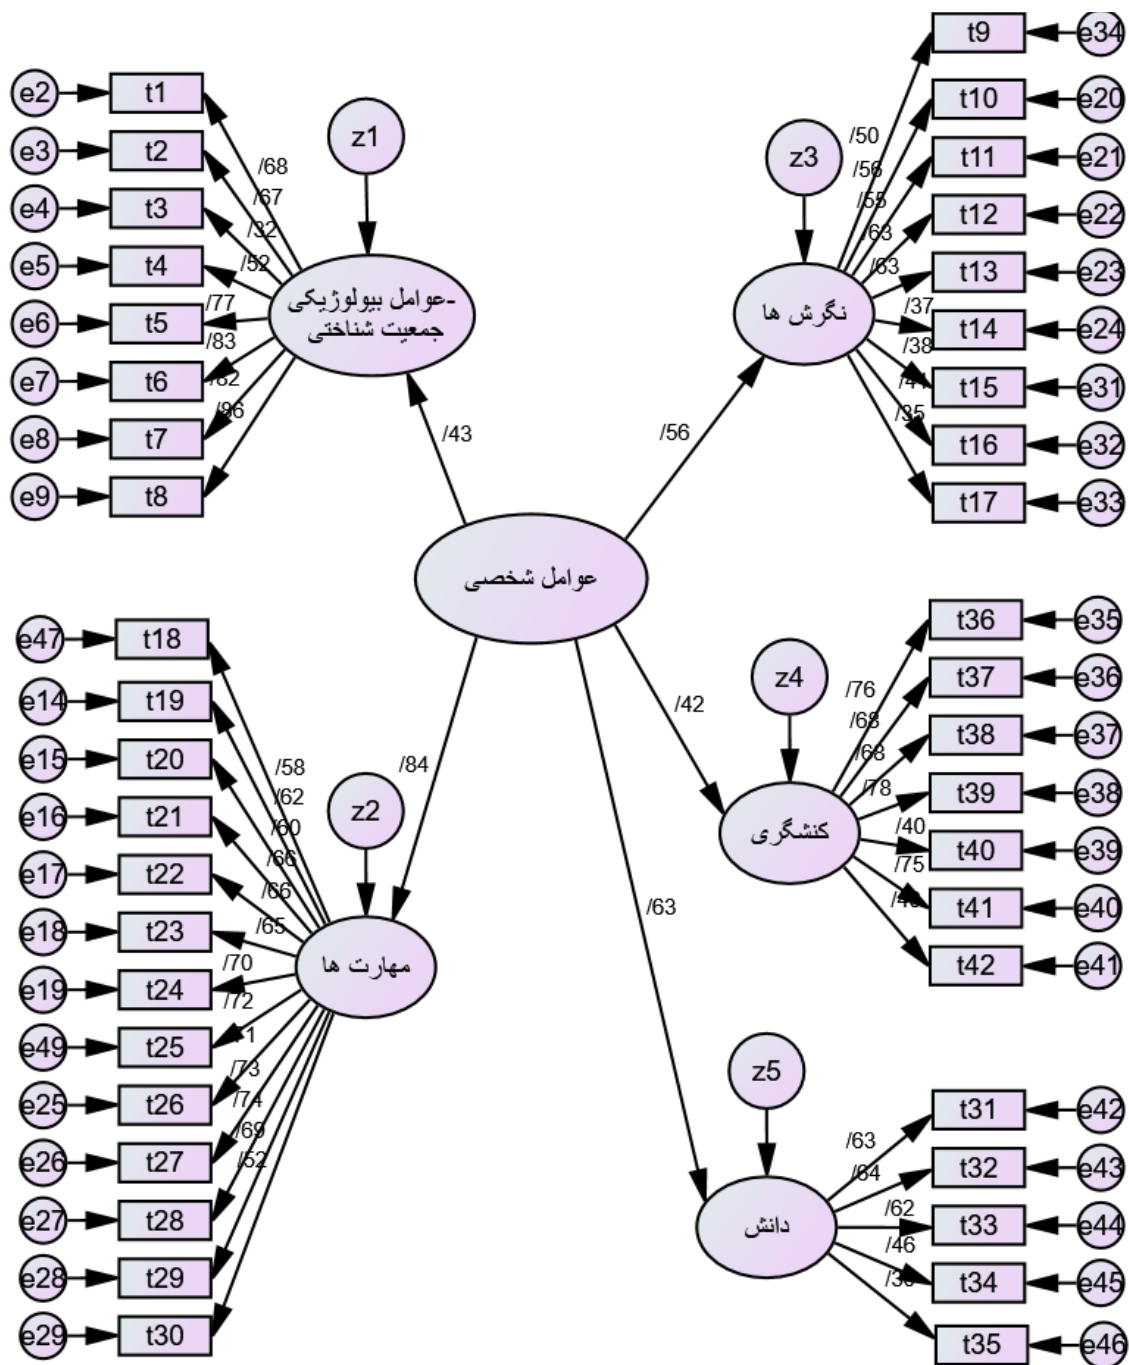 e2 t1
e3 t2
e4 t3
e5 t4
e6 t5
e7 t6
e8 t7
e9 t8
/68
/67
/32
/52
/77
/83
z1
عوامل بیولوژیکی-
جمعیت شناختی
/43
z3
نگرش ها
/56
/50
/56
/55
/63
/63
/37
/38
/35
t9 e34
t10 e20
t11 e21
t12 e22
t13 e23
t14 e24
t15 e31
t16 e32
t17 e33
عوامل شخصی
e47 t18
e14 t19
e15 t20
e16 t21
e17 t22
e18 t23
e19 t24
e49 t25
e25 t26
e26 t27
e27 t28
e28 t29
e29 t30
/58
/62
/60
/66
/66
/65
/70
/72
/73
/74
/69
/52
z2
مهارت ها
/84
/42
z4
کنشگری
/76
/68
/68
/78
/40
/75
t36 e35
t37 e36
t38 e37
t39 e38
t40 e39
t41 e40
t42 e41
/63
z5
دانش
/63
/64
/62
/46
t31 e42
t32 e43
t33 e44
t34 e45
t35 e46